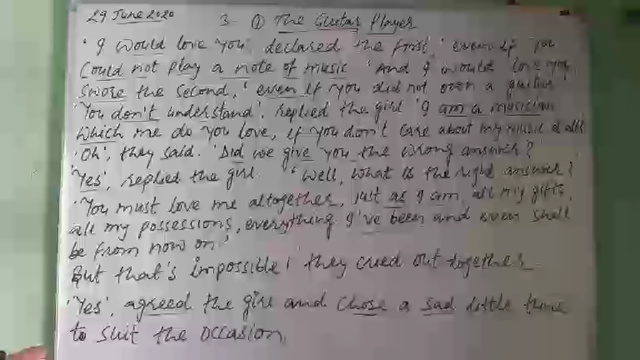 29 June 2020
3. ① The Guitar Player
'I would love you', declared the first, 'even if you
Could not play a note of music 'And I would love you,
Swore the second, 'even if you did not own a guitar
'You don't understand', replied the girl 'I am a musician
Which me do you love, if you don't care about my music at all.
'Oh', they said. 'Did we give you the wrong answer?
'Yes', replied the girl 'Well, what is the right answer?
'You must love me altogether, just as I am, all my gifts,
all my possessions, everything I've been and even shall
be from now on.'
But that's impossible! they cried out together
'Yes', agreed the girl and chose a sad little tune
to suit the occasion.